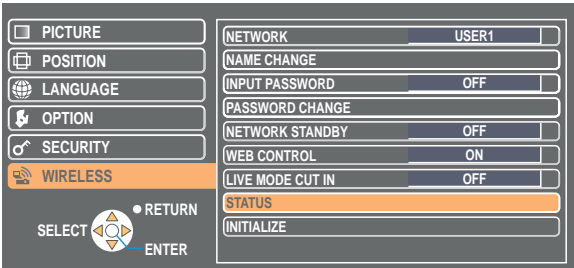 PICTURE
POSITION
LANGUAGE
OPTION
SECURITY
WIRELESS
RETURN
SELECT
ENTER
NETWORK USER1
NAME CHANGE
INPUT PASSWORD OFF
PASSWORD CHANGE
NETWORK STANDBY OFF
WEB CONTROL ON
LIVE MODE CUT IN OFF
STATUS
INITIALIZE